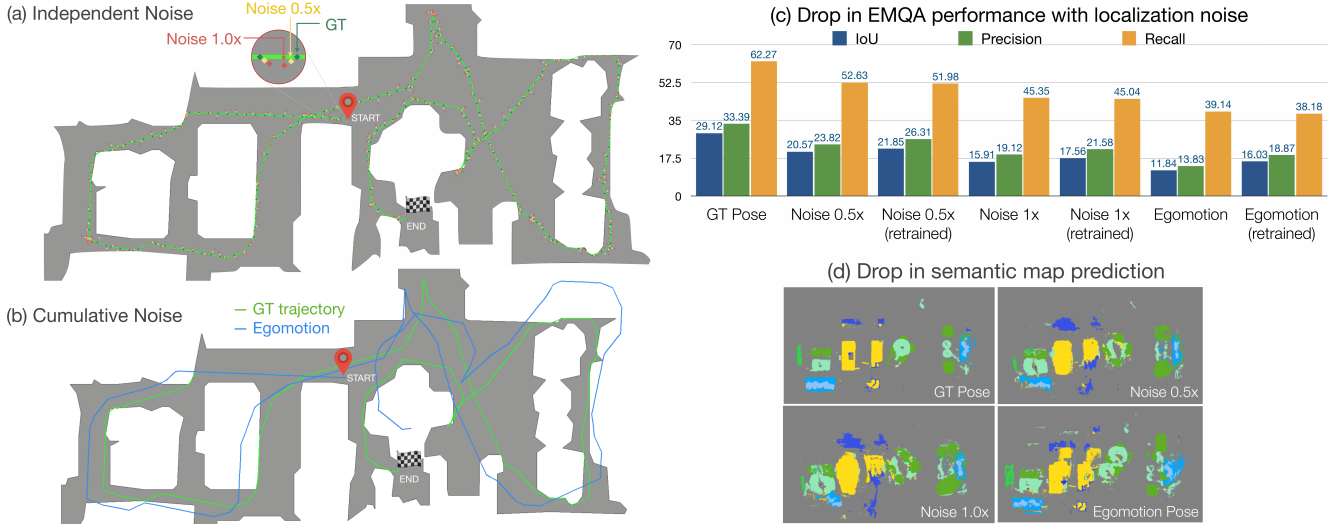 (a) Independent Noise
Noise 0.5x
GT
Noise 1.0x
START
END
(b) Cumulative Noise
GT trajectory
Egomotion
START
END
(c) Drop in EMQA performance with localization noise
IoU
Precision
Recall
70
52.5
35
17.5
0
29.12 33.39 62.27
20.57 23.82 52.63
21.85 26.31 51.98
15.91 19.12 45.35
17.56 21.58 45.04
11.84 13.83 39.14
16.03 18.87 38.18
GT Pose
Noise 0.5x
Noise 0.5x
(retrained)
Noise 1x
Noise 1x
(retrained)
Egomotion
Egomotion
(retrained)
(d) Drop in semantic map prediction
GT Pose
Noise 0.5x
Noise 1.0x
Egomotion Pose